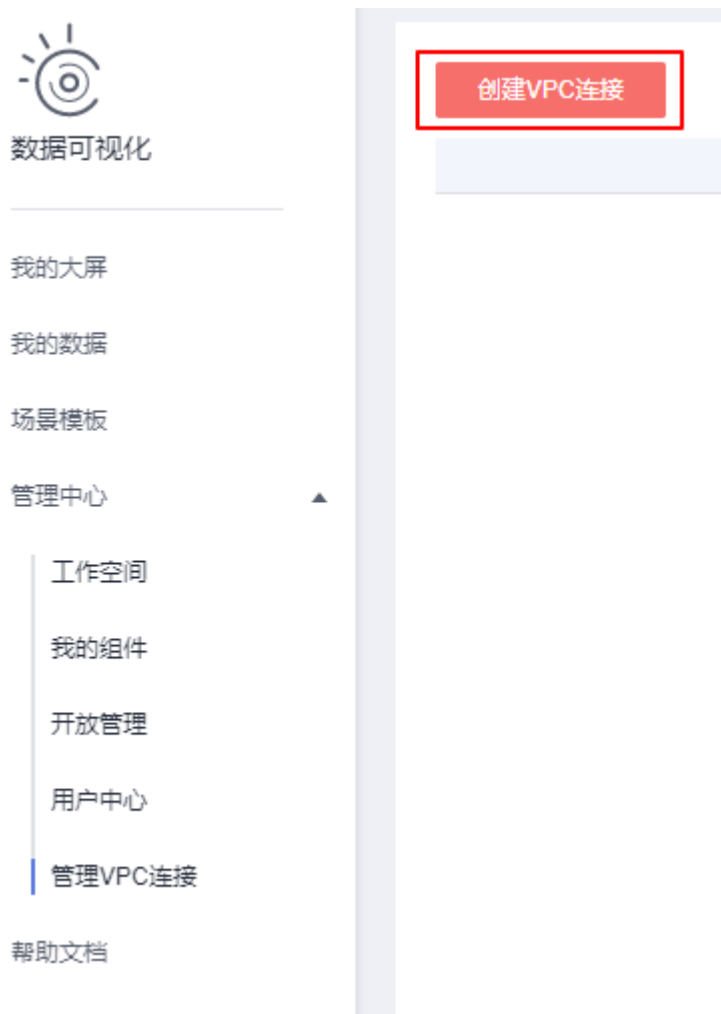 数据可视化
我的大屏
我的数据
场景模板
管理中心
工作空间
我的组件
开放管理
用户中心
管理VPC连接
帮助文档
创建VPC连接